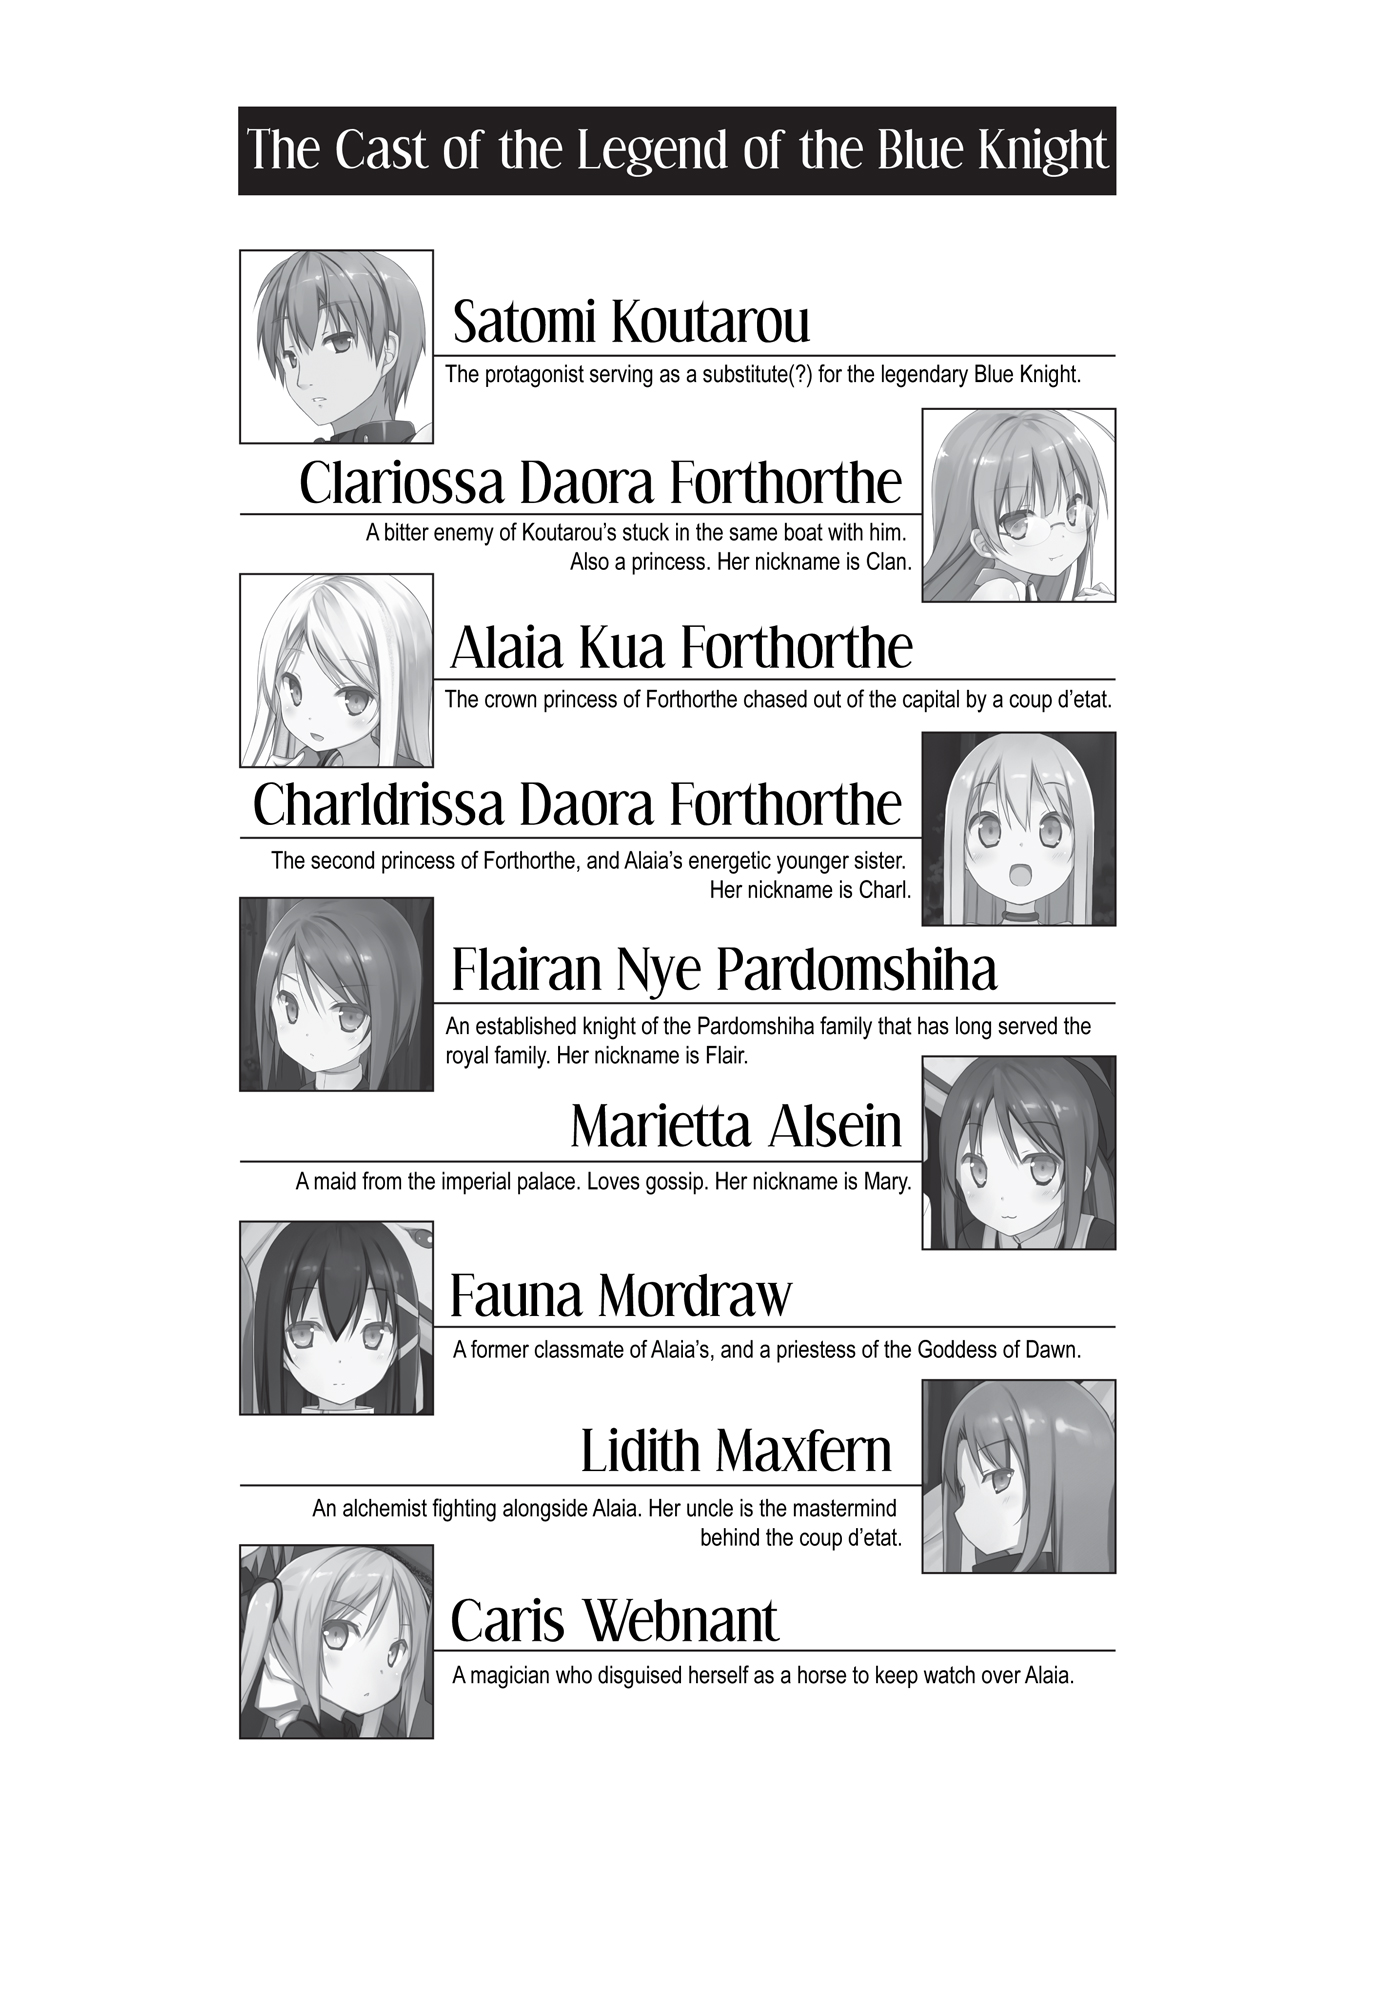 The Cast of the Legend of the Blue Knight
Satomi Koutarou
The protagonist serving as a substitute(?) for the legendary Blue Knight.
Clariossa Daora Forthorthe
A bitter enemy of Koutarou’s stuck in the same boat with him.
Also a princess. Her nickname is Clan.
Alaia Kua Forthorthe
The crown princess of Forthorthe chased out of the capital by a coup d’etat.
Charldrissa Daora Forthorthe
The second princess of Forthorthe, and Alaia’s energetic younger sister.
Her nickname is Charl.
Flairan Nye Pardomshiha
An established knight of the Pardomshiha family that has long served the
royal family. Her nickname is Flair.
Marietta Alsein
A maid from the imperial palace. Loves gossip. Her nickname is Mary.
Fauna Mordraw
A former classmate of Alaia’s, and a priestess of the Goddess of Dawn.
Lidith Maxfern
An alchemist fighting alongside Alaia. Her uncle is the mastermind
behind the coup d’etat.
Caris Webnant
A magician who disguised herself as a horse to keep watch over Alaia.